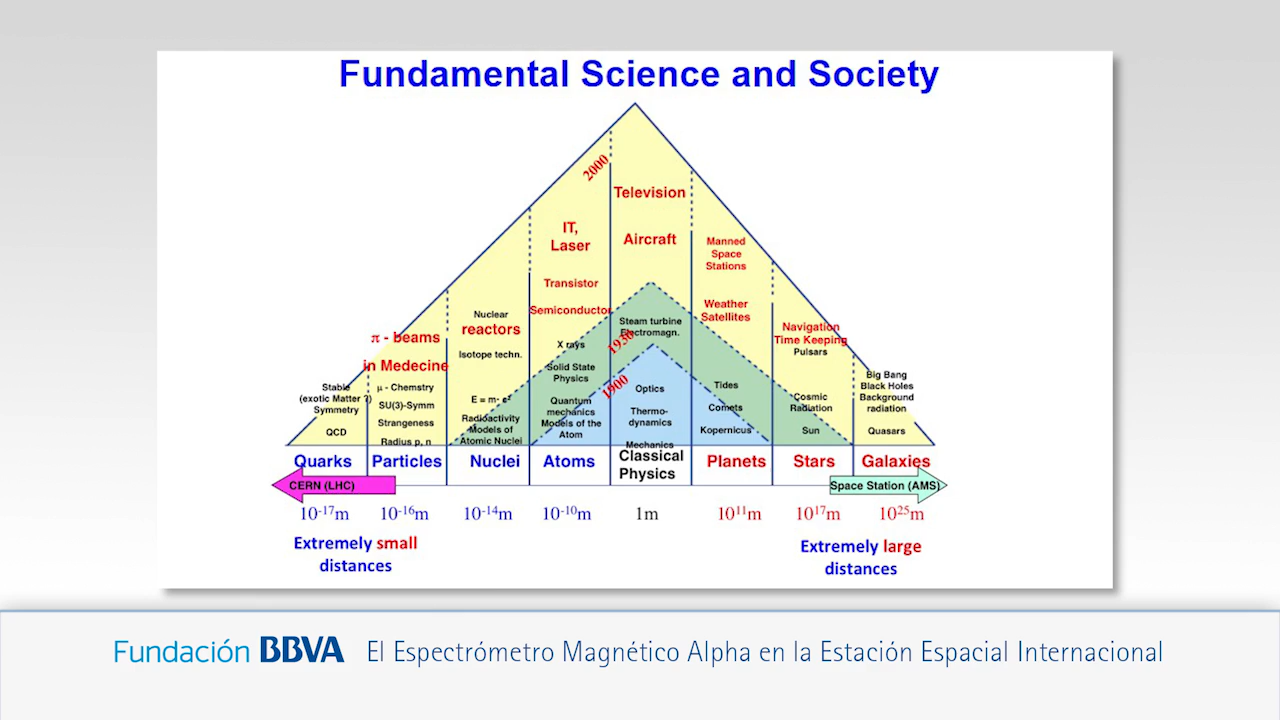 Fundamental Science and Society
2000
Television
IT,
Laser
Aircraft
Manned
Space
Stations
Transistor
Semiconductor
Weather
Satellites
Nuclear
reactors
Steam turbine
Electromagn.
Navigation
Time Keeping
Pulsars
π - beams
in Medecine
Isotope techn.
X rays
1930
Solid State
Physics
1900
Stable
(exotic Matter ?)
Symmetry
QCD
μ - Chemstry
SU(3)-Symm
Strangeness
Radius p, n
Radioactivity
Models of
Atomic Nuclei
Quantum
mechanics
Models of the
Atom
Optics
Thermo-
dynamics
Mechanics
Tides
Comets
Kopernicus
Cosmic
Radiation
Sun
Big Bang
Black Holes
Background
radiation
Quasars
Quarks Particles Nuclei Atoms Classical Physics Planets Stars Galaxies
CERN (LHC)
Space Station (AMS)
10⁻¹⁷m 10⁻¹⁶m 10⁻¹⁴m 10⁻¹⁰m 1m 10¹¹m 10¹⁷m 10²⁵m
Extremely small
distances
Extremely large
distances
Fundación BBVA El Espectrómetro Magnético Alpha en la Estación Espacial Internacional